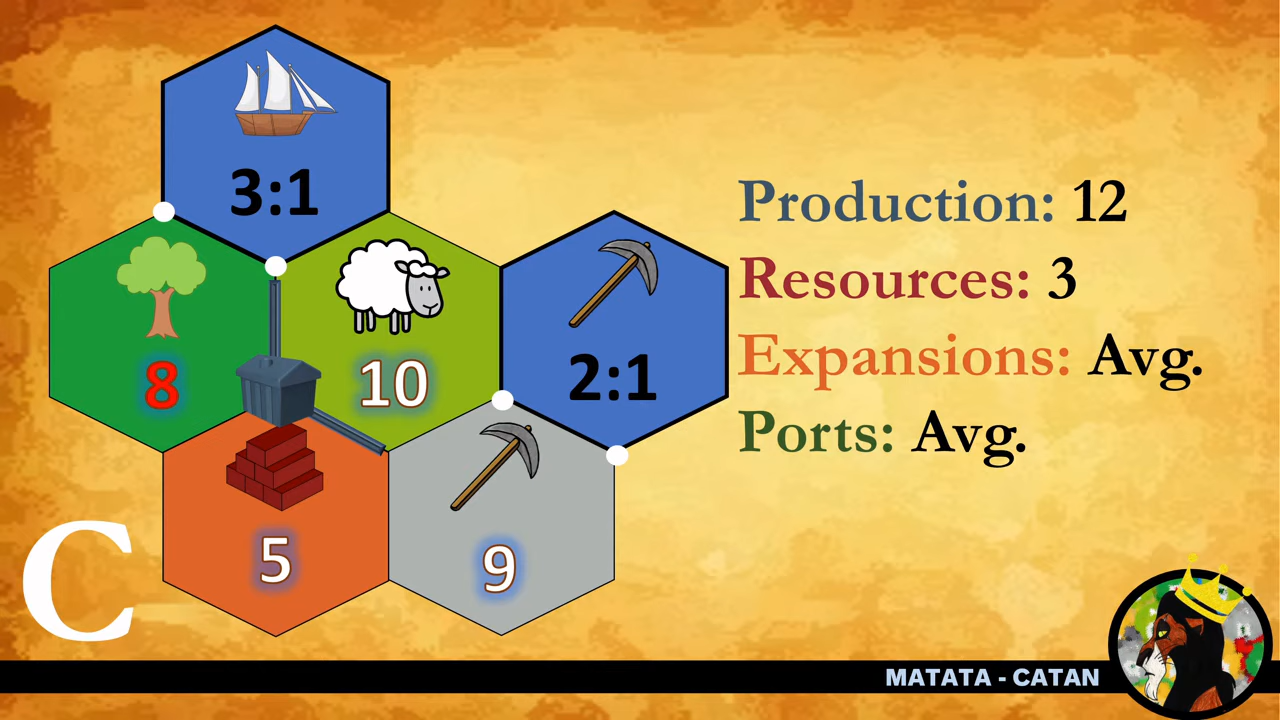 3:1
8
10
2:1
5
9
C
Production: 12
Resources: 3
Expansions: Avg.
Ports: Avg.
MATATA - CATAN